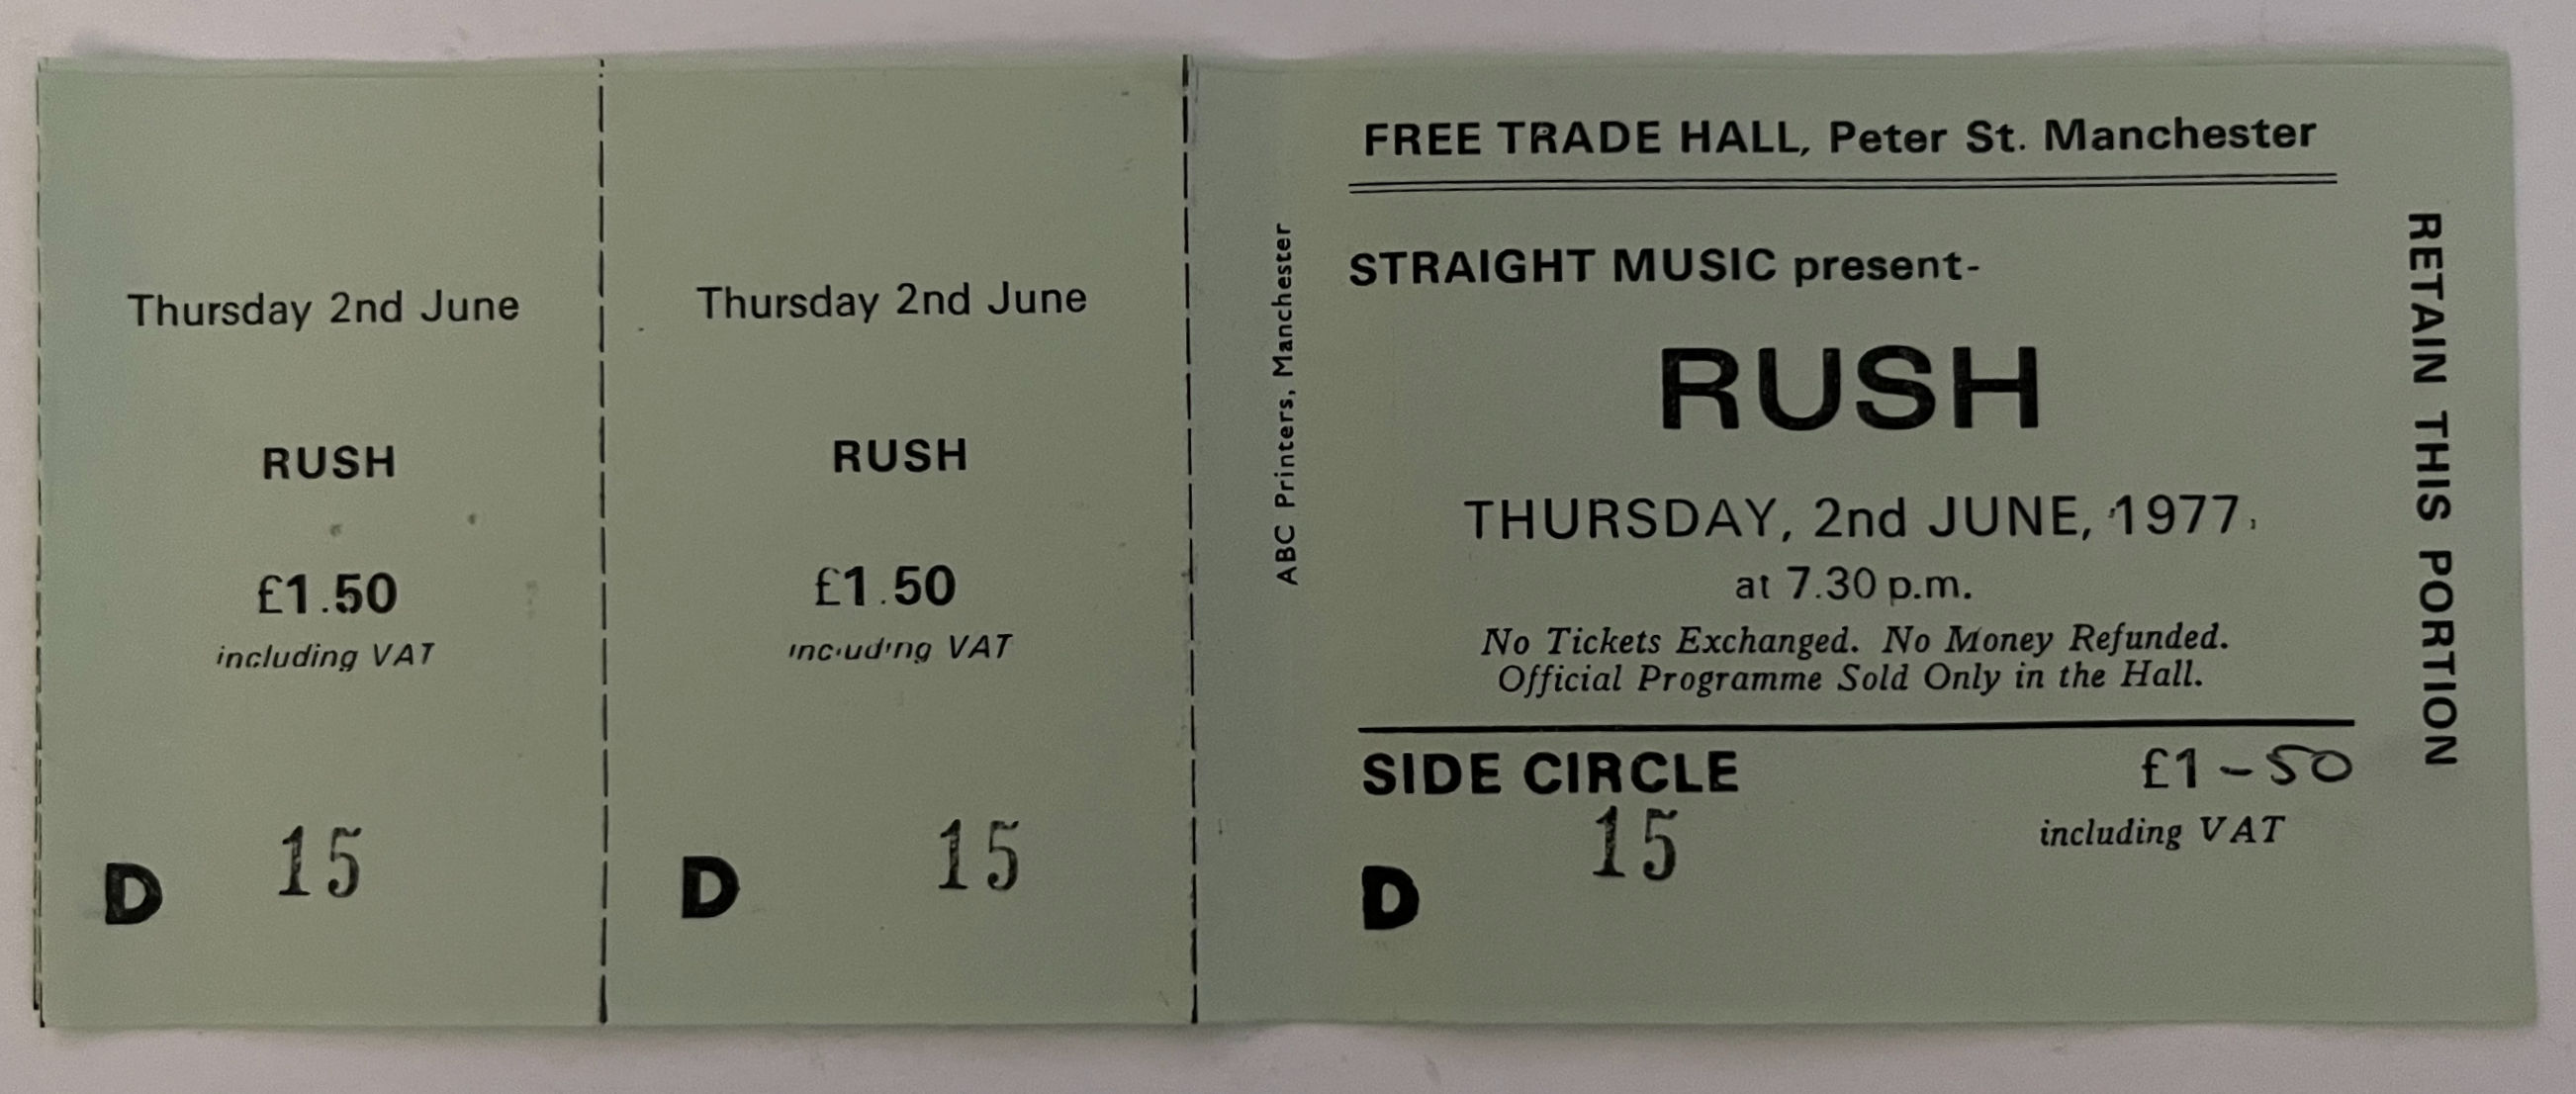 Thursday 2nd June
RUSH
£1.50
including VAT
D 15
Thursday 2nd June
RUSH
£1.50
including VAT
D 15
ABC Printers, Manchester
FREE TRADE HALL, Peter St. Manchester
STRAIGHT MUSIC present-
RUSH
THURSDAY, 2nd JUNE, 1977,
at 7.30 p.m.
No Tickets Exchanged. No Money Refunded.
Official Programme Sold Only in the Hall.
SIDE CIRCLE £1-50
15 including VAT
D
RETAIN THIS PORTION